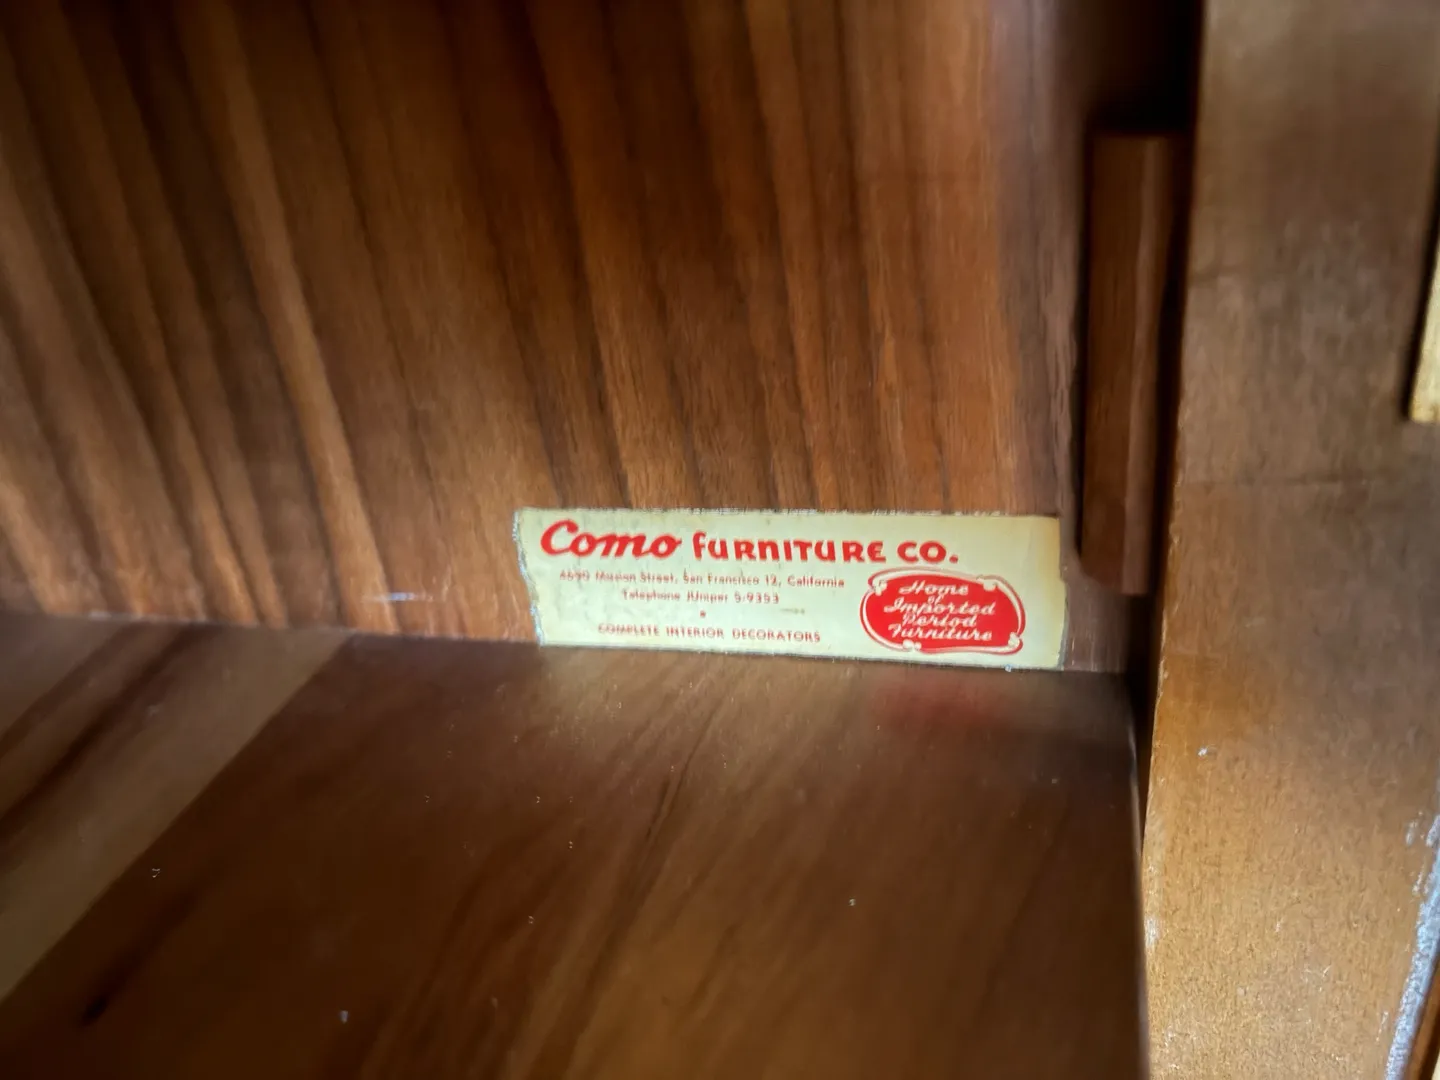 Como FURNITURE CO.
4690 Mission Street, San Francisco 12, California
Telephone JUniper 5-9353
COMPLETE INTERIOR DECORATORS
Home
of
Imported
Period
Furniture